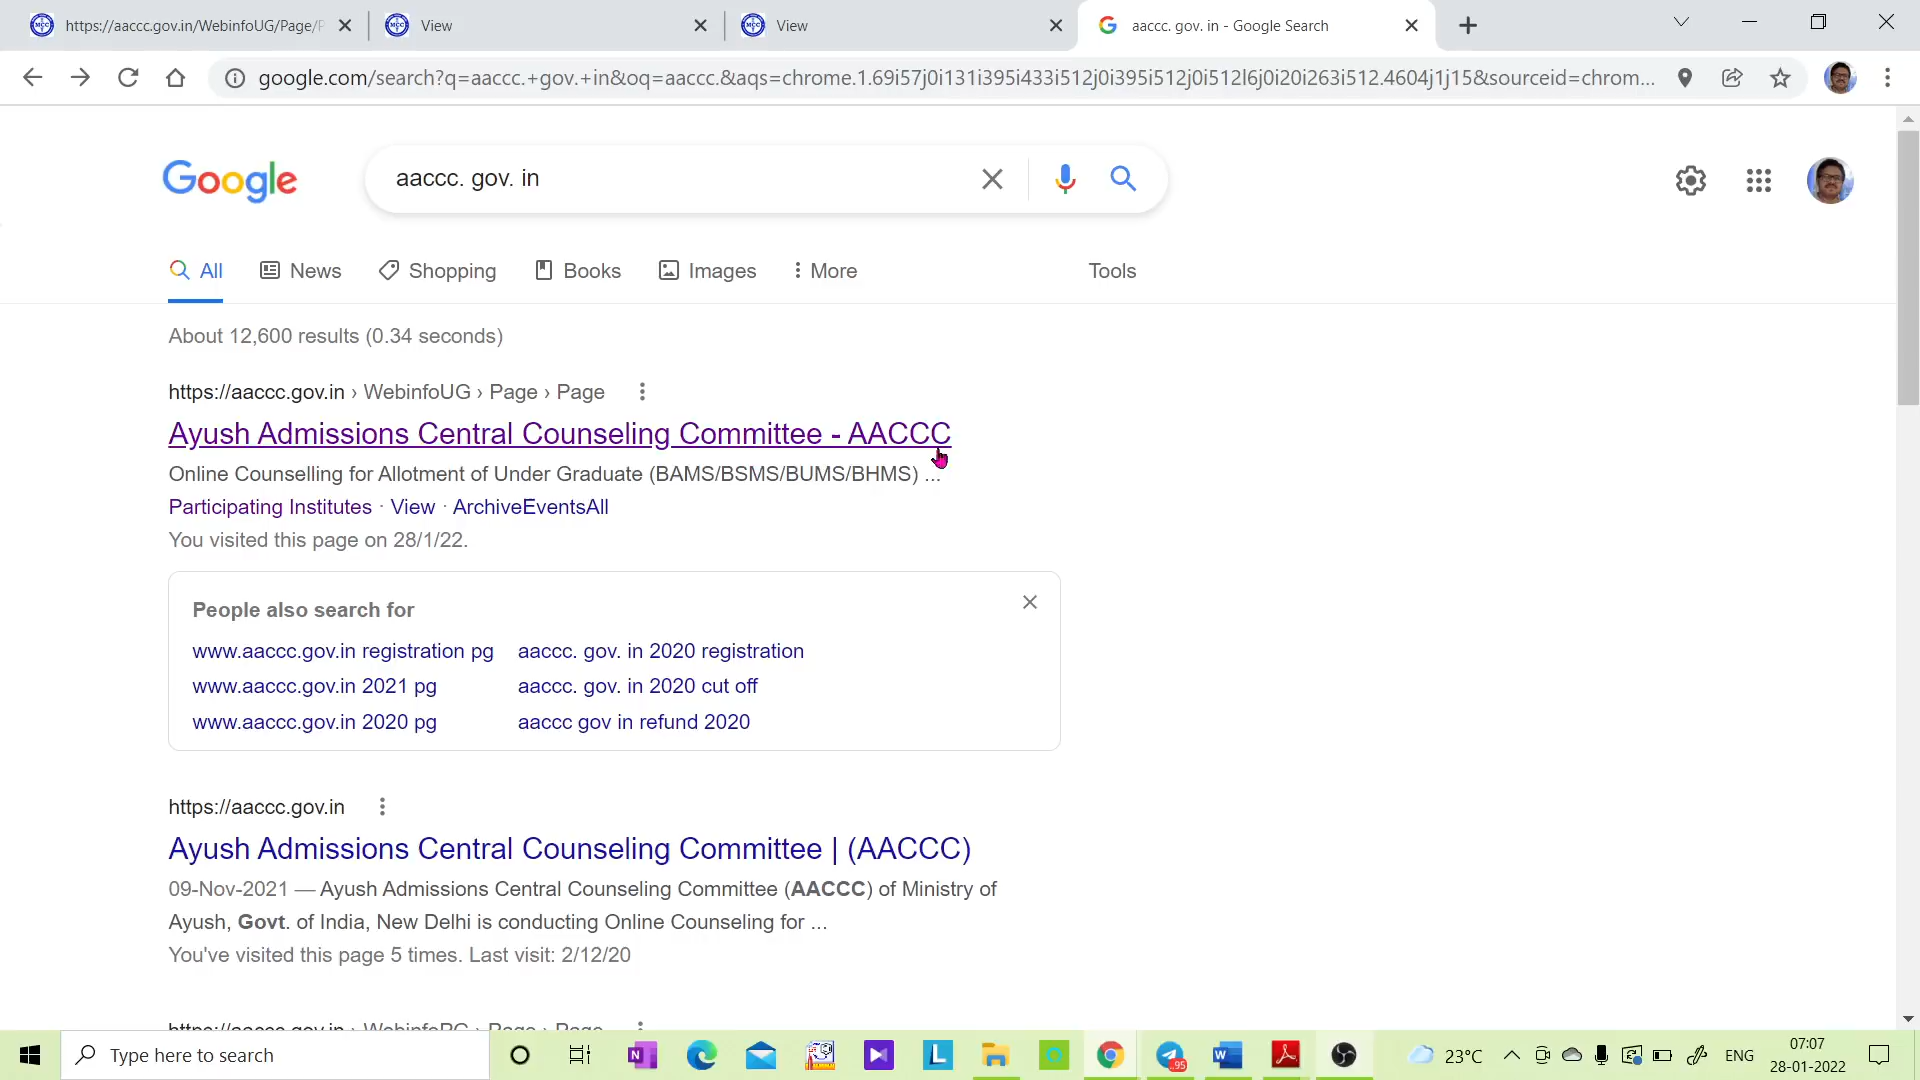 https://aaccc.gov.in/WebinfoUG/Page/P
View
View
aaccc. gov. in - Google Search
google.com/search?q=aaccc.+gov.+in&oq=aaccc.&aqs=chrome.1.69i57j0i131i395i433i512j0i395i512j0i512l6j0i20i263i512.4604j1j15&sourceid=chrom...
Google
aaccc. gov. in
All
News
Shopping
Books
Images
More
Tools
About 12,600 results (0.34 seconds)
https://aaccc.gov.in › WebinfoUG › Page › Page
Ayush Admissions Central Counseling Committee - AACCC
Online Counselling for Allotment of Under Graduate (BAMS/BSMS/BUMS/BHMS) ...
Participating Institutes · View · ArchiveEventsAll
You visited this page on 28/1/22.
People also search for
www.aaccc.gov.in registration pg
aaccc. gov. in 2020 registration
www.aaccc.gov.in 2021 pg
aaccc. gov. in 2020 cut off
www.aaccc.gov.in 2020 pg
aaccc gov in refund 2020
https://aaccc.gov.in
Ayush Admissions Central Counseling Committee | (AACCC)
09-Nov-2021 — Ayush Admissions Central Counseling Committee (AACCC) of Ministry of
Ayush, Govt. of India, New Delhi is conducting Online Counseling for ...
You've visited this page 5 times. Last visit: 2/12/20
https://aaccc.gov.in › WebinfoPG › Page › Page
Type here to search
95
23°C
ENG
07:07
28-01-2022